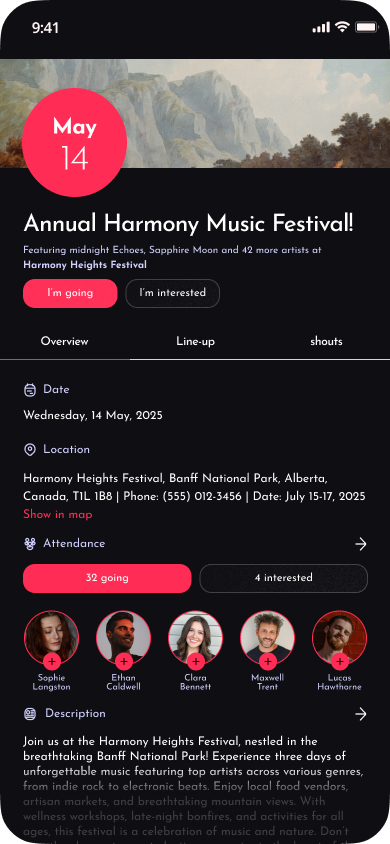 9:41
May
14
Annual Harmony Music Festival!
Featuring midnight Echoes, Sapphire Moon and 42 more artists at
Harmony Heights Festival
I'm going
I'm interested
Overview
Line-up
shouts
Date
Wednesday, 14 May, 2025
Location
Harmony Heights Festival, Banff National Park, Alberta,
Canada, T1L 1B8 | Phone: (555) 012-3456 | Date: July 15-17, 2025
Show in map
Attendance
32 going
4 interested
Sophie
Langston
Ethan
Caldwell
Clara
Bennett
Maxwell
Trent
Lucas
Hawthorne
Description
Join us at the Harmony Heights Festival, nestled in the
breathtaking Banff National Park! Experience three days of
unforgettable music featuring top artists across various genres,
from indie rock to electronic beats. Enjoy local food vendors,
artisan markets, and breathtaking mountain views. With
wellness workshops, late-night bonfires, and activities for all
ages, this festival is a celebration of music and nature. Don't